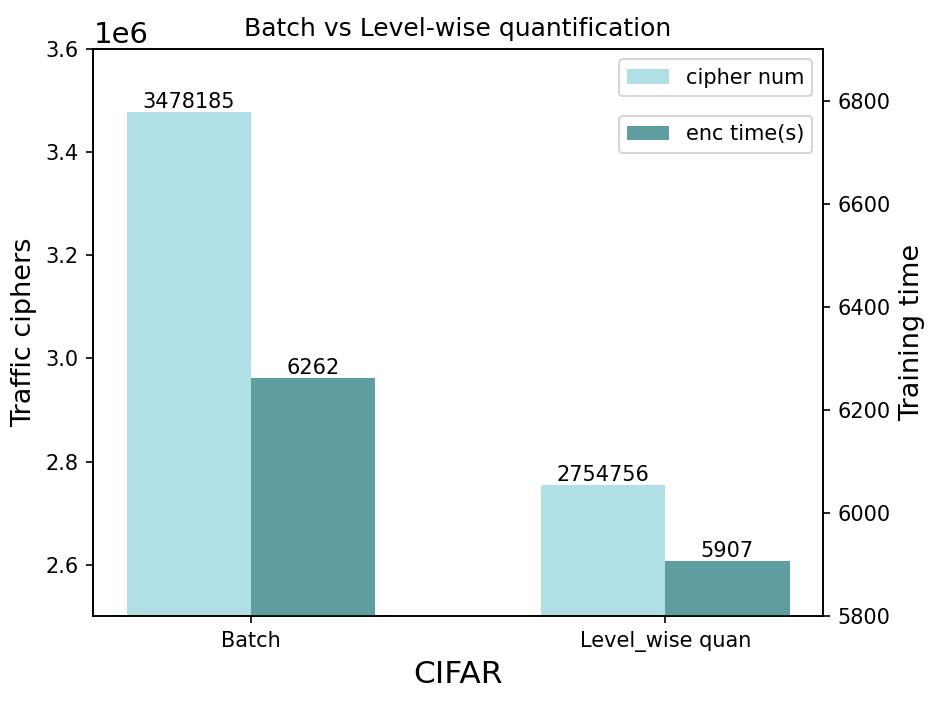 Batch vs Level-wise quantification
1e6
3.6
3.4
3.2
3.0
2.8
2.6
Traffic ciphers
cipher num
enc time(s)
3478185
6262
2754756
5907
6800
6600
6400
6200
6000
5800
Training time
Batch
Level_wise quan
CIFAR